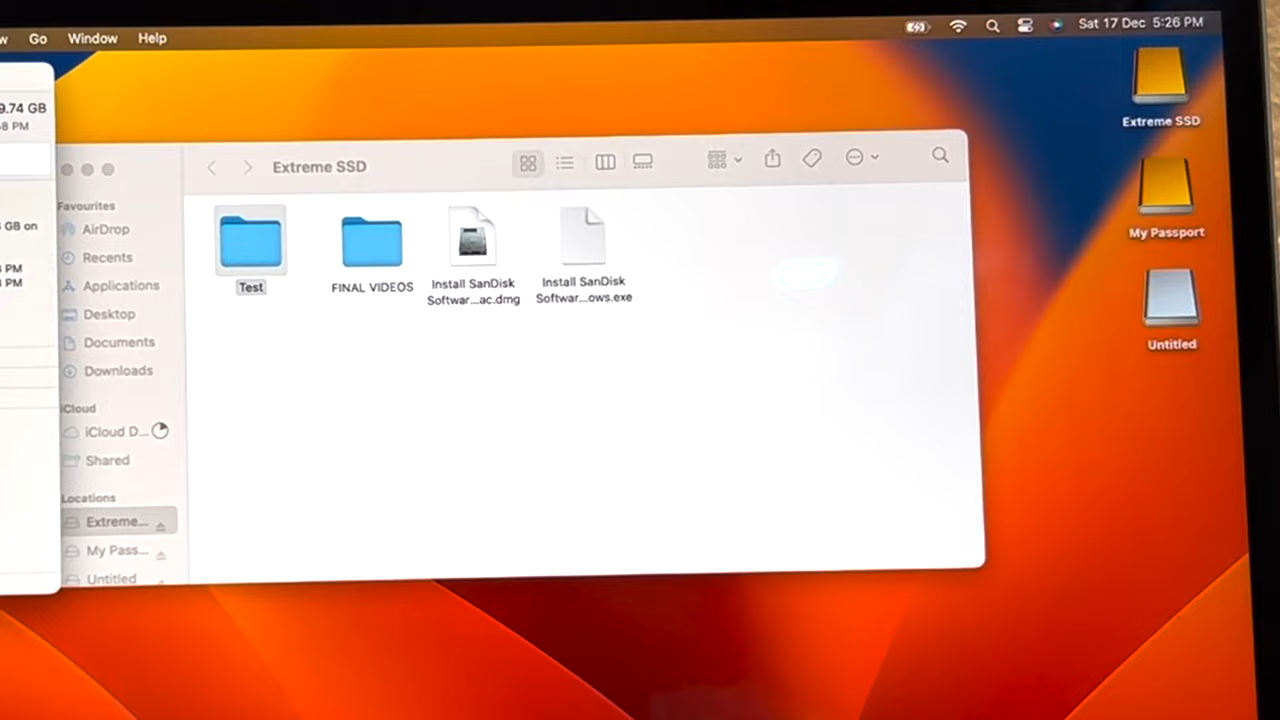 Go Window Help
Sat 17 Dec 5:26 PM
9.74 GB
GB on
PM
PM
Extreme SSD
Favourites
AirDrop
Recents
Applications
Desktop
Documents
Downloads
iCloud
iCloud D...
Shared
Locations
Extreme...
My Pass...
Untitled
Test
FINAL VIDEOS
Install SanDisk
Softwar...ac.dmg
Install SanDisk
Softwar...ows.exe
Extreme SSD
My Passport
Untitled